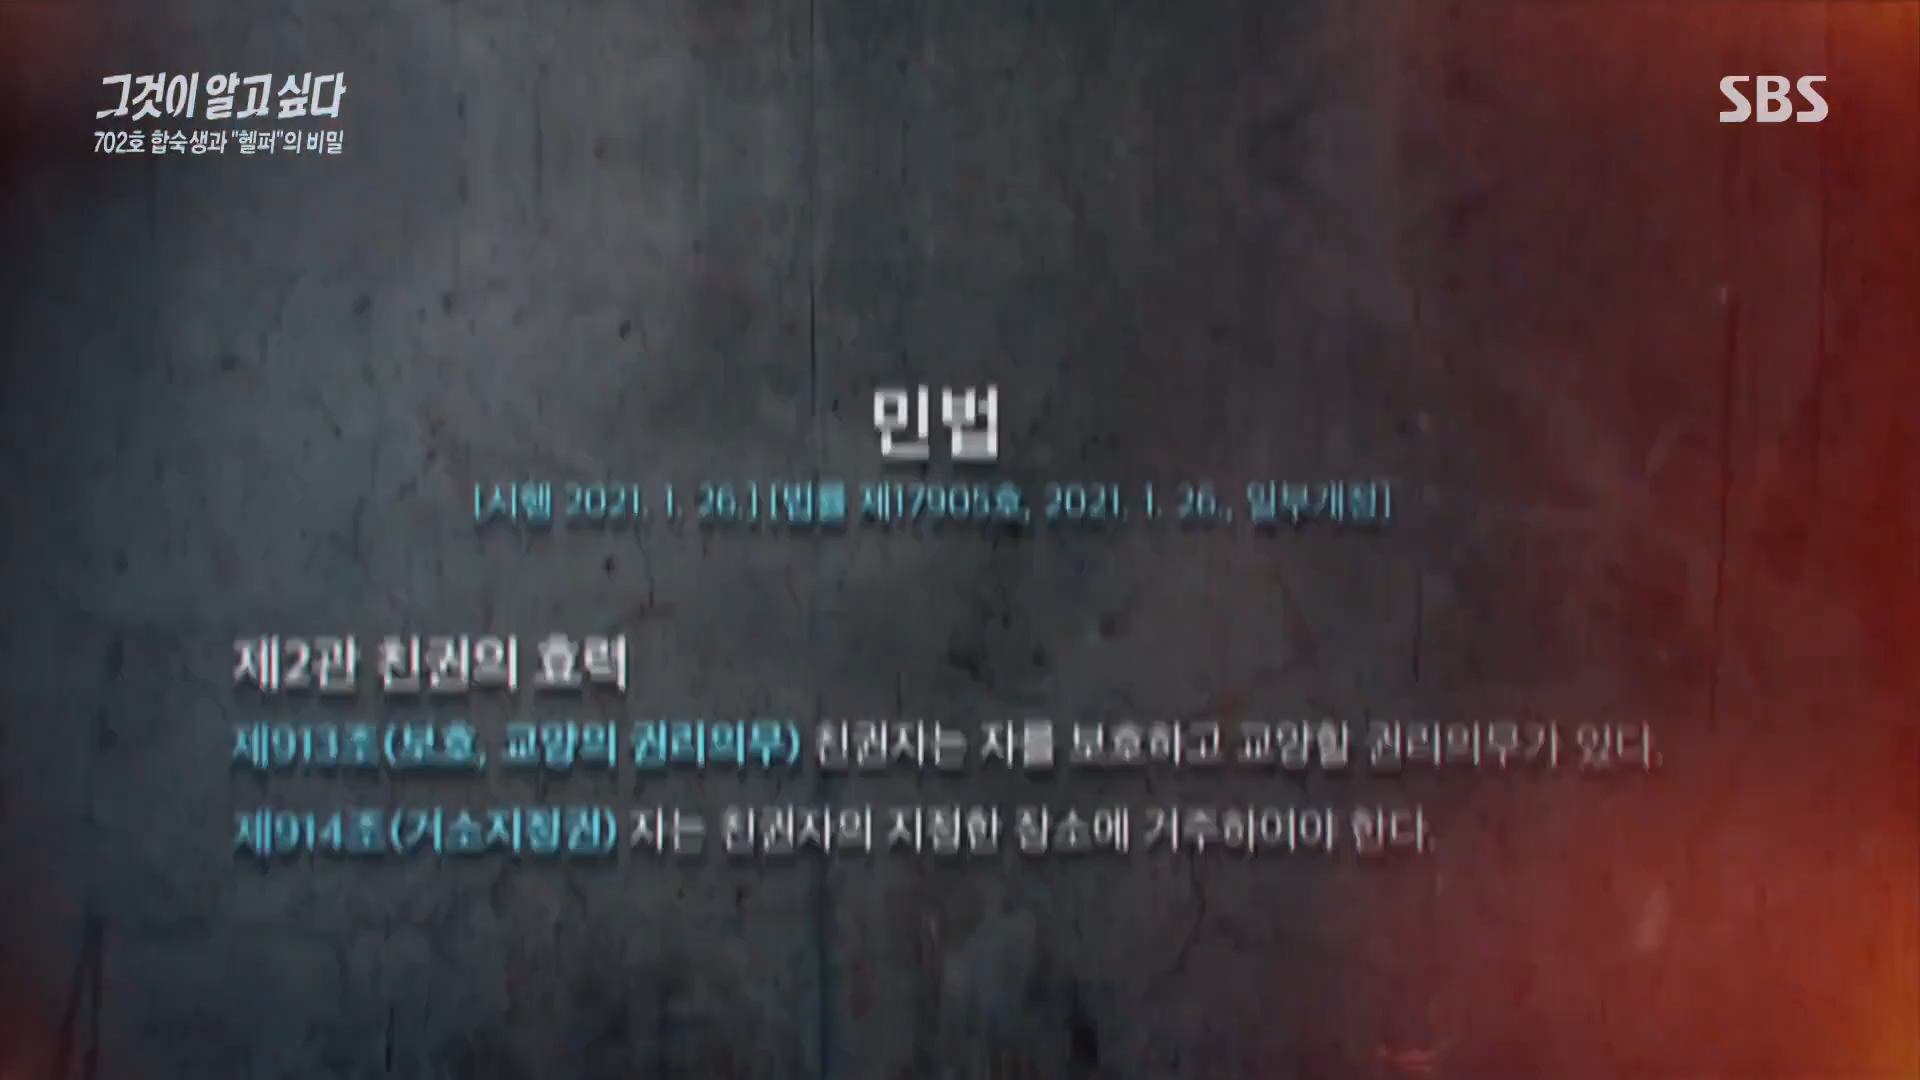 그것이 알고 싶다
702호 합숙생과 "헬퍼"의 비밀
SBS
민법
[시행 2021. 1. 26.] [법률 제17905호, 2021. 1. 26., 일부개정]
제2관 친권의 효력
제913조(보호, 교양의 권리의무) 친권자는 자를 보호하고 교양할 권리의무가 있다.
제914조(거소지정권) 자는 친권자의 지정한 장소에 거주하여야 한다.